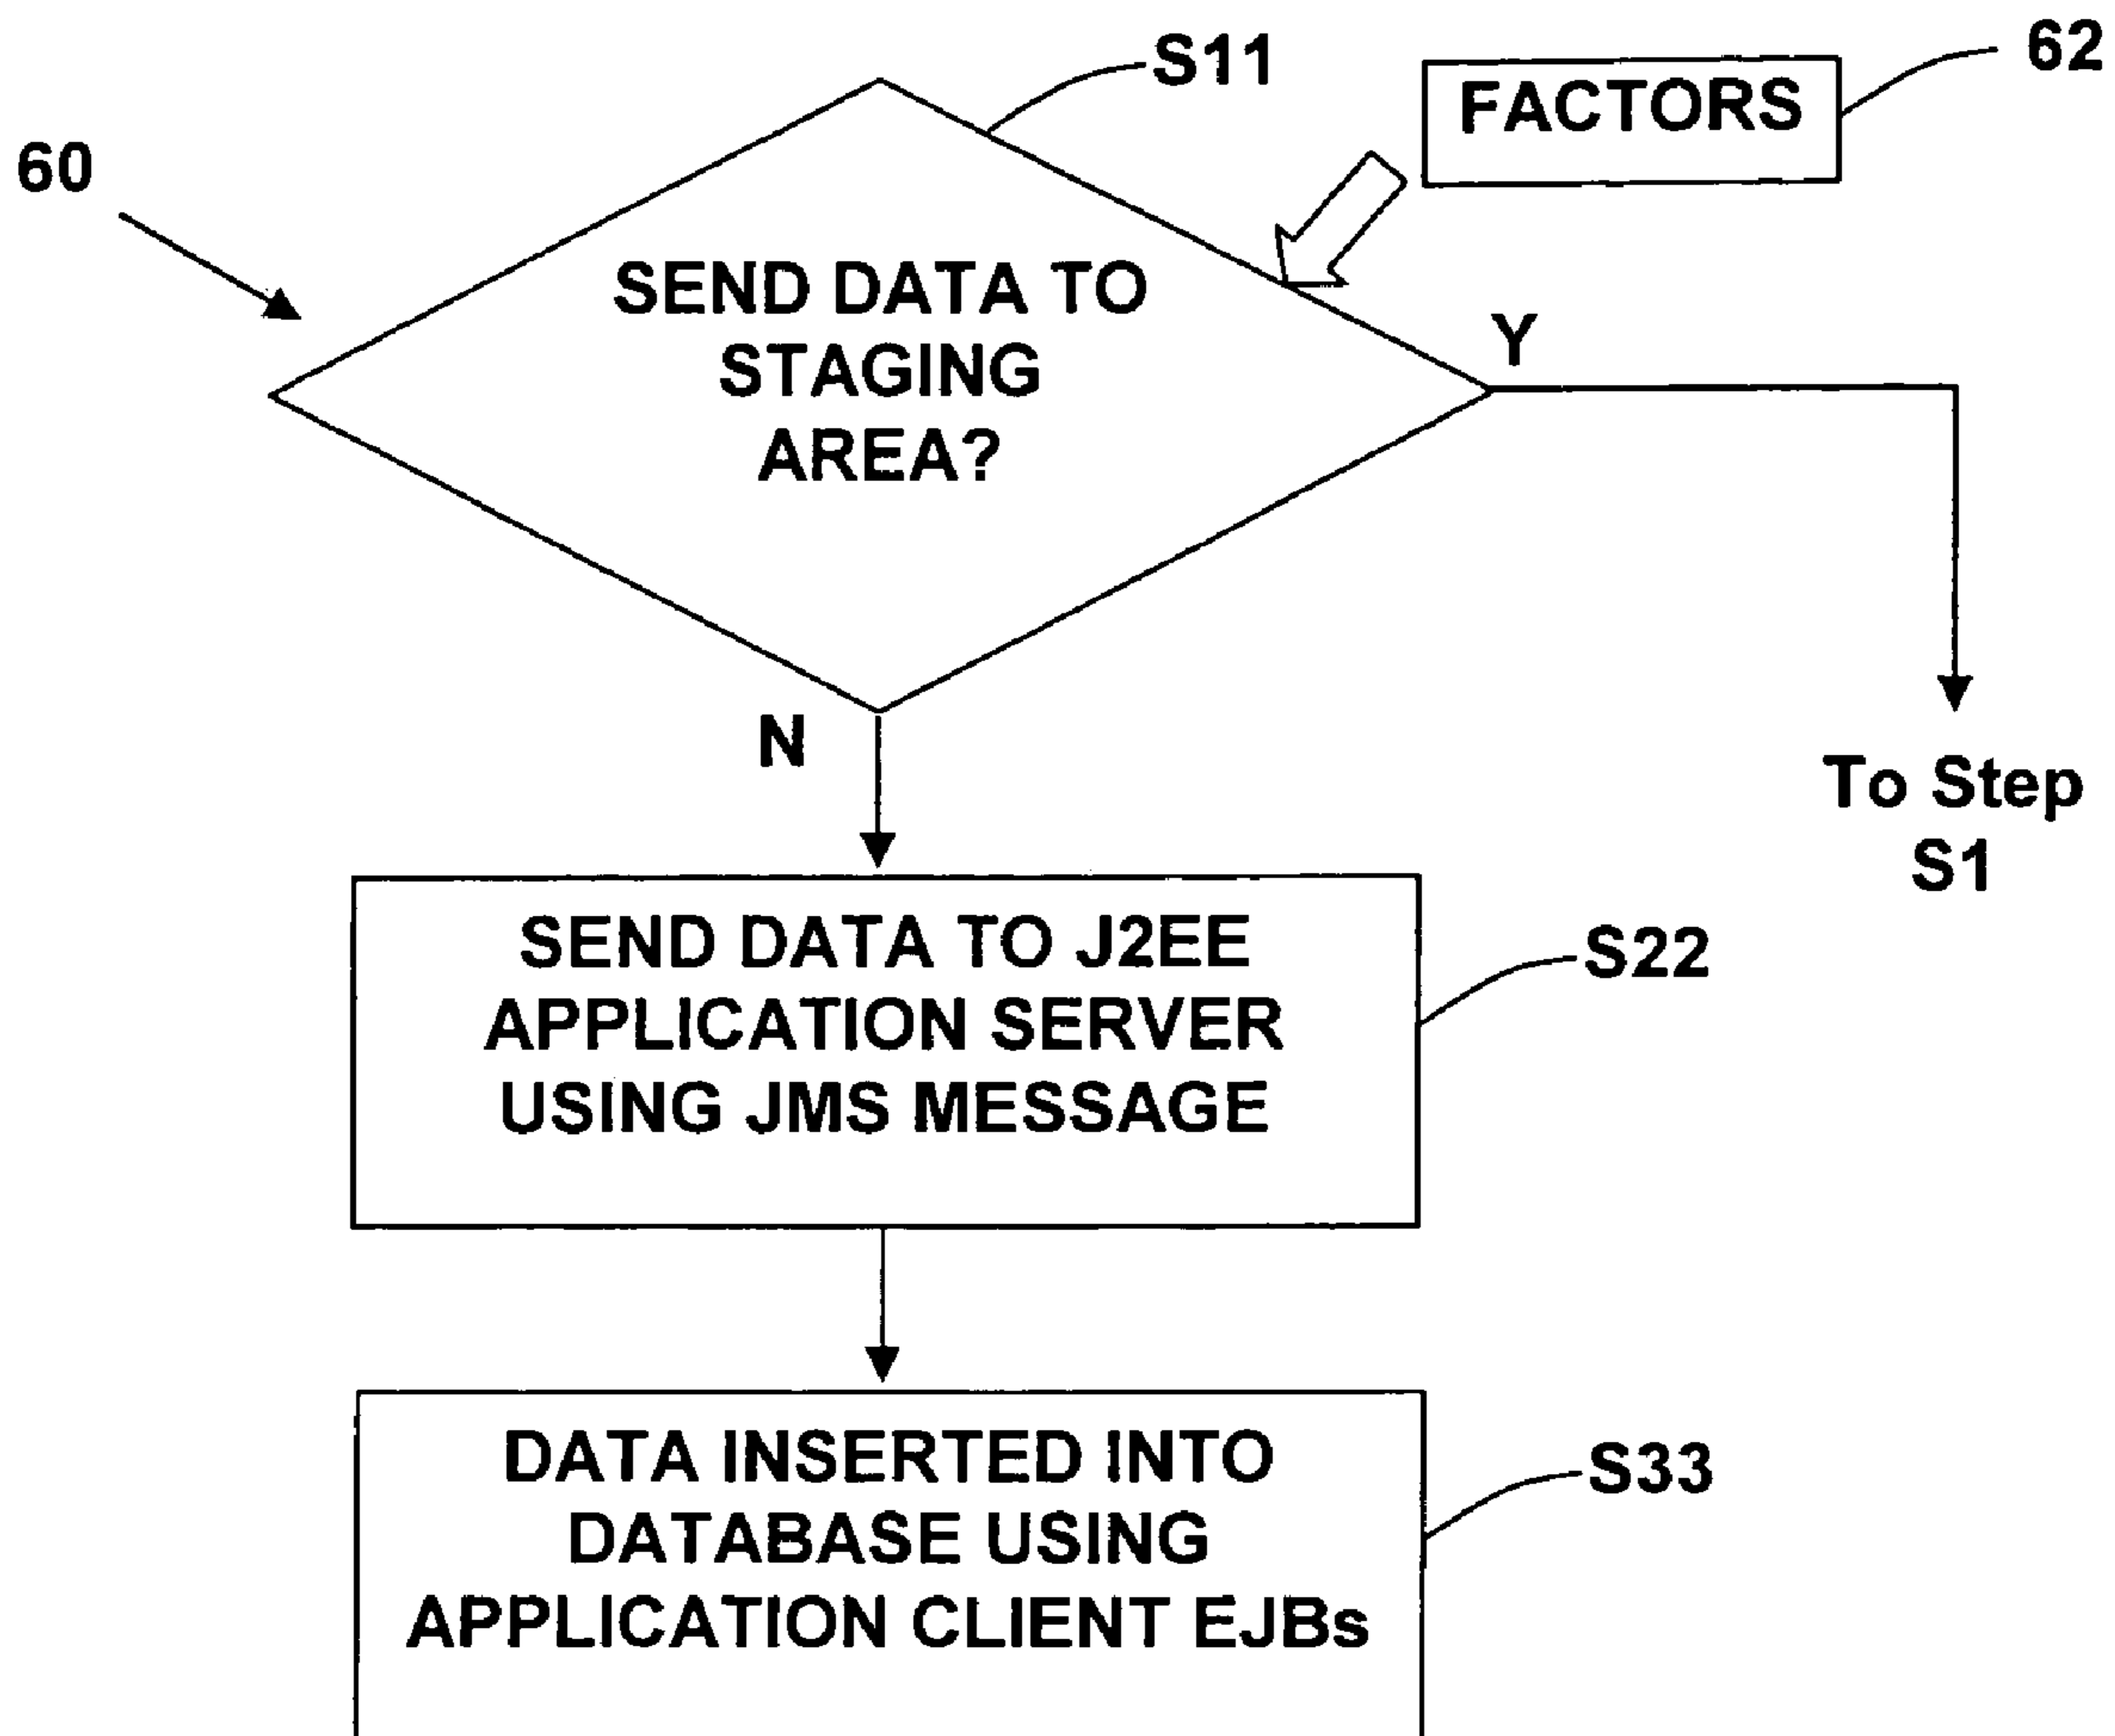 S11
62
FACTORS
60
SEND DATA TO
STAGING
AREA?
Y
N
To Step
S1
SEND DATA TO J2EE
APPLICATION SERVER
USING JMS MESSAGE
S22
DATA INSERTED INTO
DATABASE USING
APPLICATION CLIENT EJBs
S33